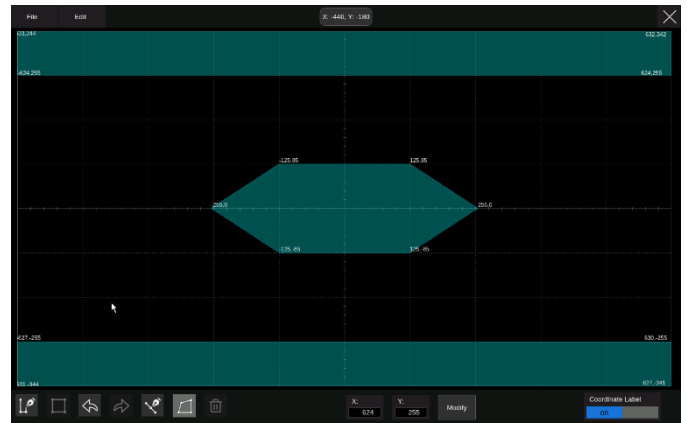 File Edit X: -446, Y: -180
-633,344 632,342
-624,255 624,255
-125,85 125,85
255,0 255,0
-125,-85 125,-85
-627,-255 630,-255
-631,-344 627,-341
X: Y: Coordinate Label
624 255 Modify on